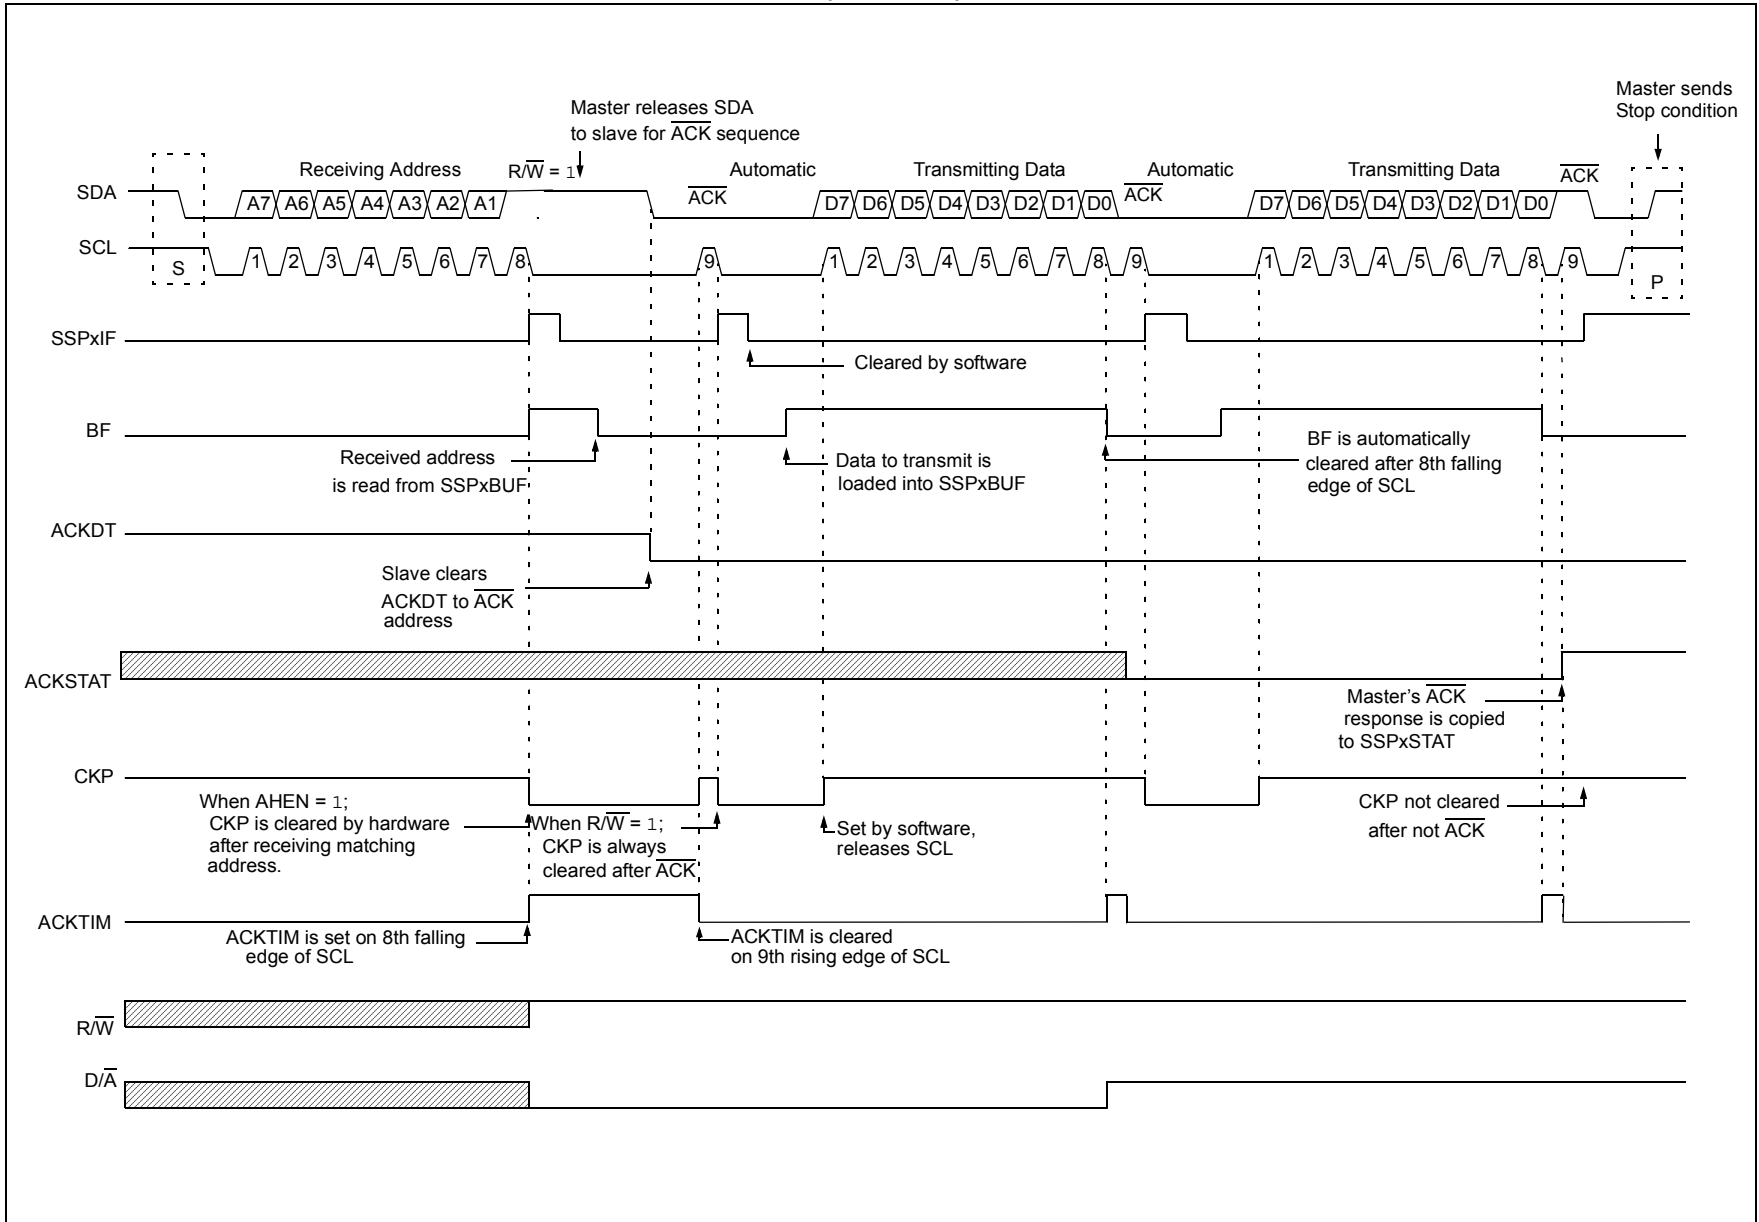 Master sends
Stop condition
Master releases SDA
to slave for ACK sequence
Receiving Address
R/W = 1
Automatic
Transmitting Data
Automatic
Transmitting Data
ACK
SDA
A7 A6 A5 A4 A3 A2 A1
ACK
D7 D6 D5 D4 D3 D2 D1 D0
ACK
D7 D6 D5 D4 D3 D2 D1 D0
SCL
S
1 2 3 4 5 6 7 8 9
1 2 3 4 5 6 7 8 9
1 2 3 4 5 6 7 8 9
P
SSPxIF
Cleared by software
BF
Received address
is read from SSPxBUF
Data to transmit is
loaded into SSPxBUF
BF is automatically
cleared after 8th falling
edge of SCL
ACKDT
Slave clears
ACKDT to ACK
address
ACKSTAT
Master's ACK
response is copied
to SSPxSTAT
CKP
When AHEN = 1;
CKP is cleared by hardware
after receiving matching
address.
When R/W = 1;
CKP is always
cleared after ACK
Set by software,
releases SCL
CKP not cleared
after not ACK
ACKTIM
ACKTIM is set on 8th falling
edge of SCL
ACKTIM is cleared
on 9th rising edge of SCL
R/W
D/A